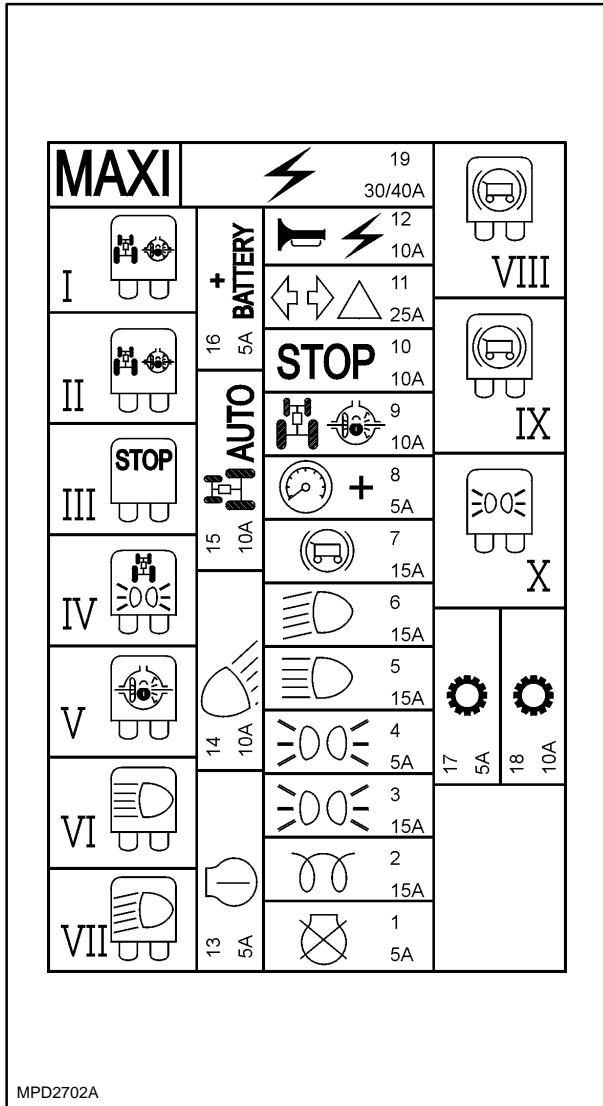 MAXI
19
30/40A
I
II
III
STOP
IV
V
VI
VII
+
BATTERY
16
5A
AUTO
15
10A
14
10A
13
5A
12
10A
11
25A
STOP
10
10A
9
10A
+
8
5A
7
15A
6
15A
5
15A
4
5A
3
15A
2
15A
1
5A
VIII
IX
X
17
5A
18
10A
MPD2702A